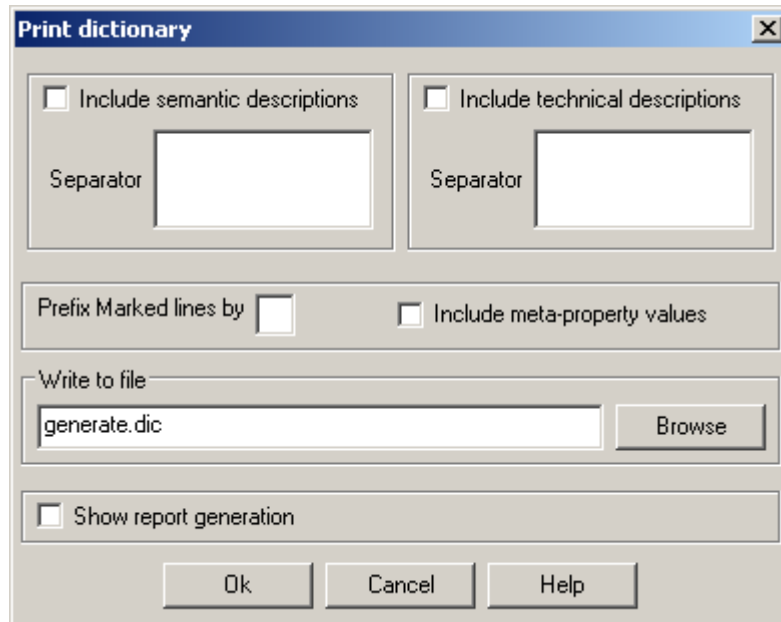 Print dictionary
Include semantic descriptions
Separator
Include technical descriptions
Separator
Prefix Marked lines by
Include meta-property values
Write to file
generate.dic
Browse
Show report generation
Ok
Cancel
Help